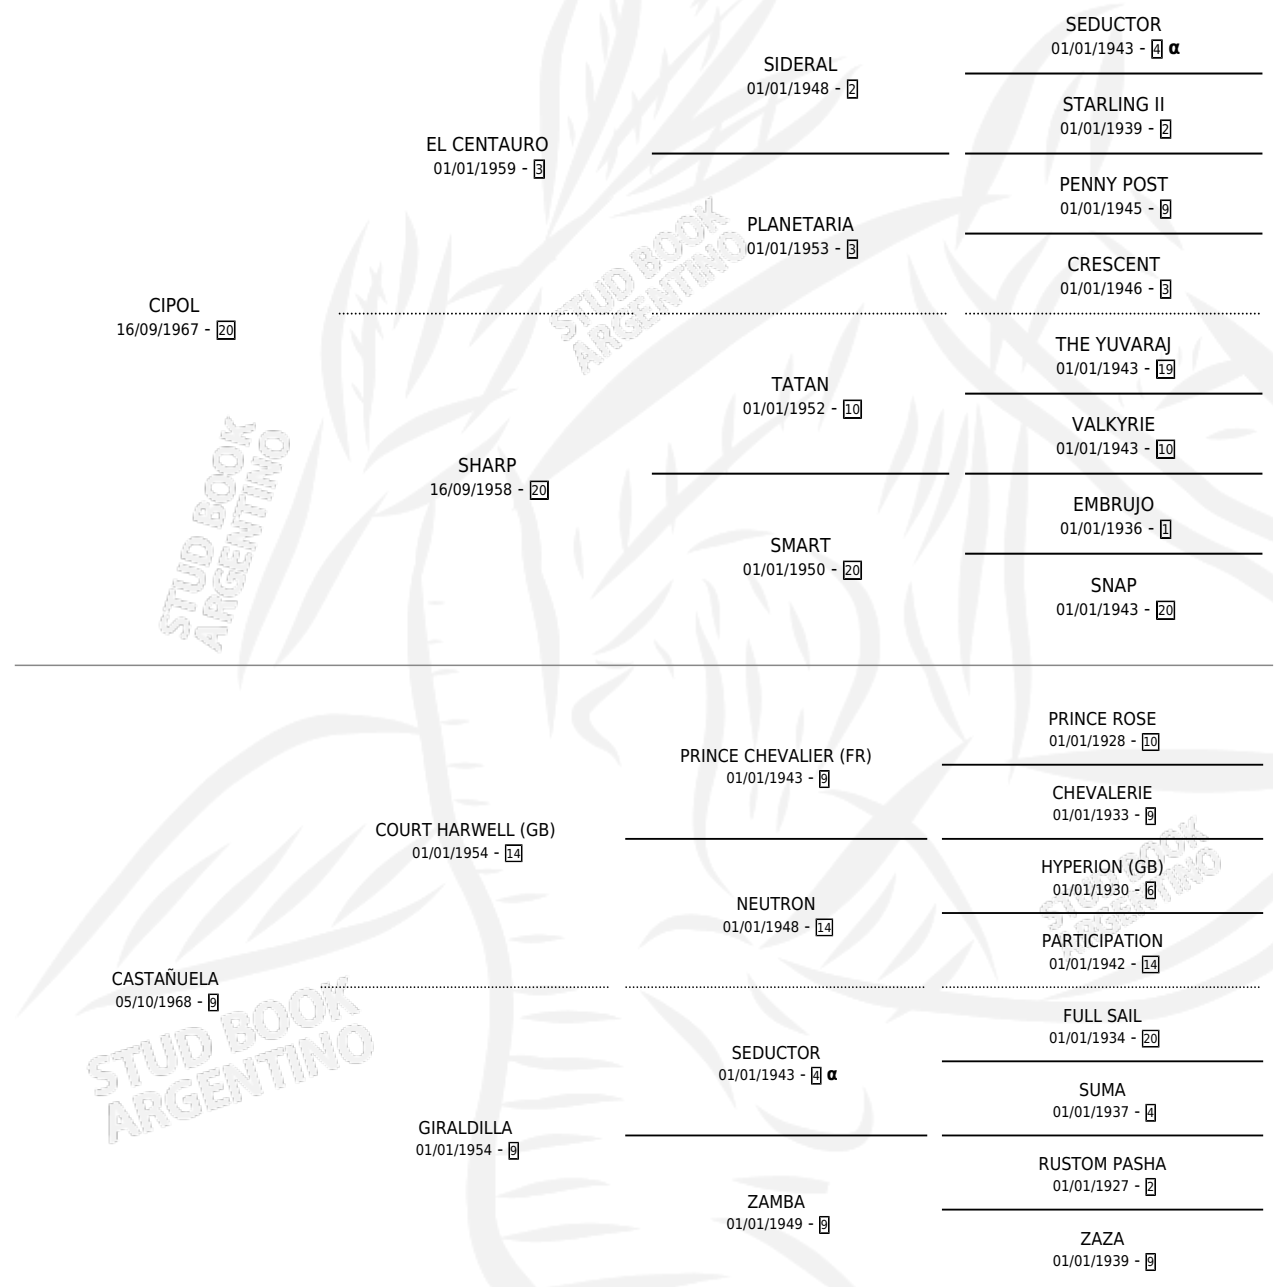 SEDUCTOR
01/01/1943 - 4 α
SIDERAL
01/01/1948 - 2
STARLING II
01/01/1939 - 2
EL CENTAURO
01/01/1959 - 3
PENNY POST
01/01/1945 - 9
PLANETARIA
01/01/1953 - 3
CRESCENT
01/01/1946 - 3
STUD BOOK
ARGENTINO
CIPOL
16/09/1967 - 20
THE YUVARAJ
01/01/1943 - 19
TATAN
01/01/1952 - 10
VALKYRIE
01/01/1943 - 10
SHARP
16/09/1958 - 20
EMBRUJO
01/01/1936 - 1
SMART
01/01/1950 - 20
SNAP
01/01/1943 - 20
STUD BOOK
ARGENTINO
PRINCE ROSE
01/01/1928 - 10
PRINCE CHEVALIER (FR)
01/01/1943 - 9
CHEVALERIE
01/01/1933 - 9
COURT HARWELL (GB)
01/01/1954 - 14
HYPERION (GB)
01/01/1930 - 6
NEUTRON
01/01/1948 - 14
PARTICIPATION
01/01/1942 - 14
STUD BOOK
ARGENTINO
CASTAÑUELA
05/10/1968 - 9
FULL SAIL
01/01/1934 - 20
SEDUCTOR
01/01/1943 - 4 α
SUMA
01/01/1937 - 4
STUD BOOK
ARGENTINO
GIRALDILLA
01/01/1954 - 9
RUSTOM PASHA
01/01/1927 - 2
ZAMBA
01/01/1949 - 9
ZAZA
01/01/1939 - 9